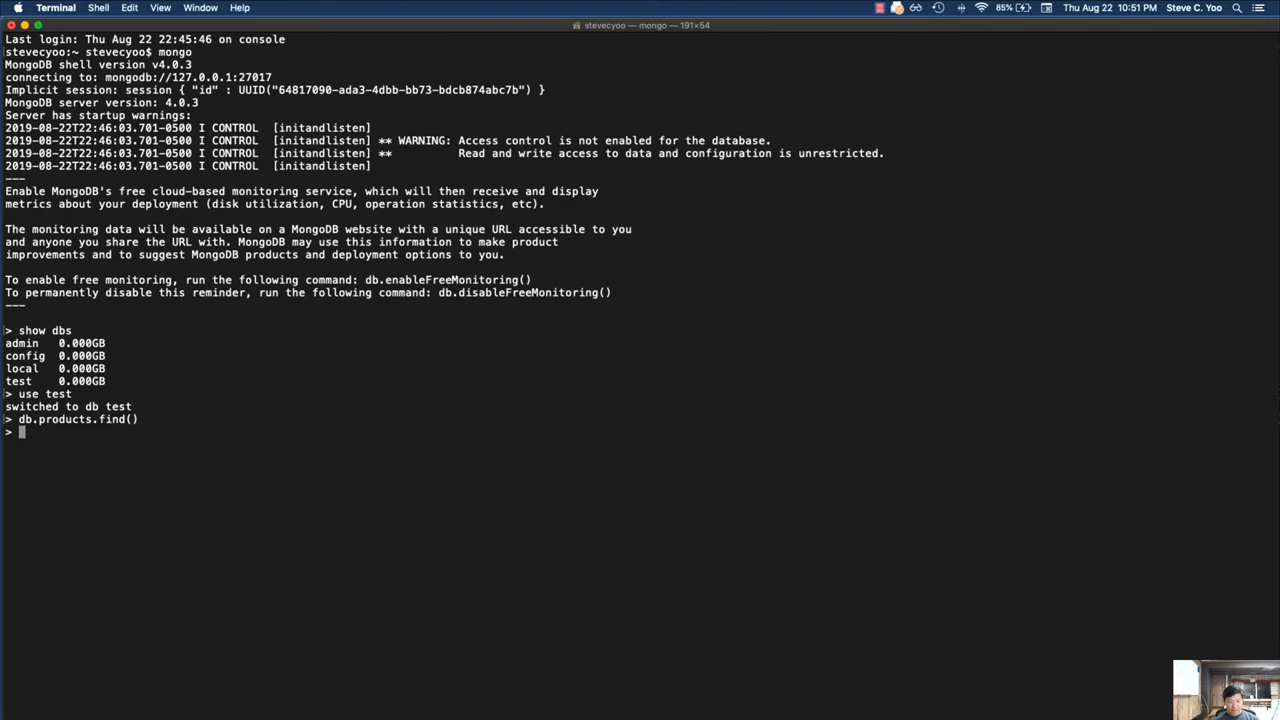 Terminal Shell Edit View Window Help 85% Thu Aug 22 10:51 PM Steve C. Yoo
stevecyoo — mongo — 191×54
Last login: Thu Aug 22 22:45:46 on console
stevecyoo:~ stevecyoo$ mongo
MongoDB shell version v4.0.3
connecting to: mongodb://127.0.0.1:27017
Implicit session: session { "id" : UUID("64817090-ada3-4dbb-bb73-bdcb874abc7b") }
MongoDB server version: 4.0.3
Server has startup warnings:
2019-08-22T22:46:03.701-0500 I CONTROL  [initandlisten]
2019-08-22T22:46:03.701-0500 I CONTROL  [initandlisten] ** WARNING: Access control is not enabled for the database.
2019-08-22T22:46:03.701-0500 I CONTROL  [initandlisten] **          Read and write access to data and configuration is unrestricted.
2019-08-22T22:46:03.701-0500 I CONTROL  [initandlisten]
---
Enable MongoDB's free cloud-based monitoring service, which will then receive and display
metrics about your deployment (disk utilization, CPU, operation statistics, etc).
The monitoring data will be available on a MongoDB website with a unique URL accessible to you
and anyone you share the URL with. MongoDB may use this information to make product
improvements and to suggest MongoDB products and deployment options to you.
To enable free monitoring, run the following command: db.enableFreeMonitoring()
To permanently disable this reminder, run the following command: db.disableFreeMonitoring()
---
> show dbs
admin   0.000GB
config  0.000GB
local   0.000GB
test    0.000GB
> use test
switched to db test
> db.products.find()
>